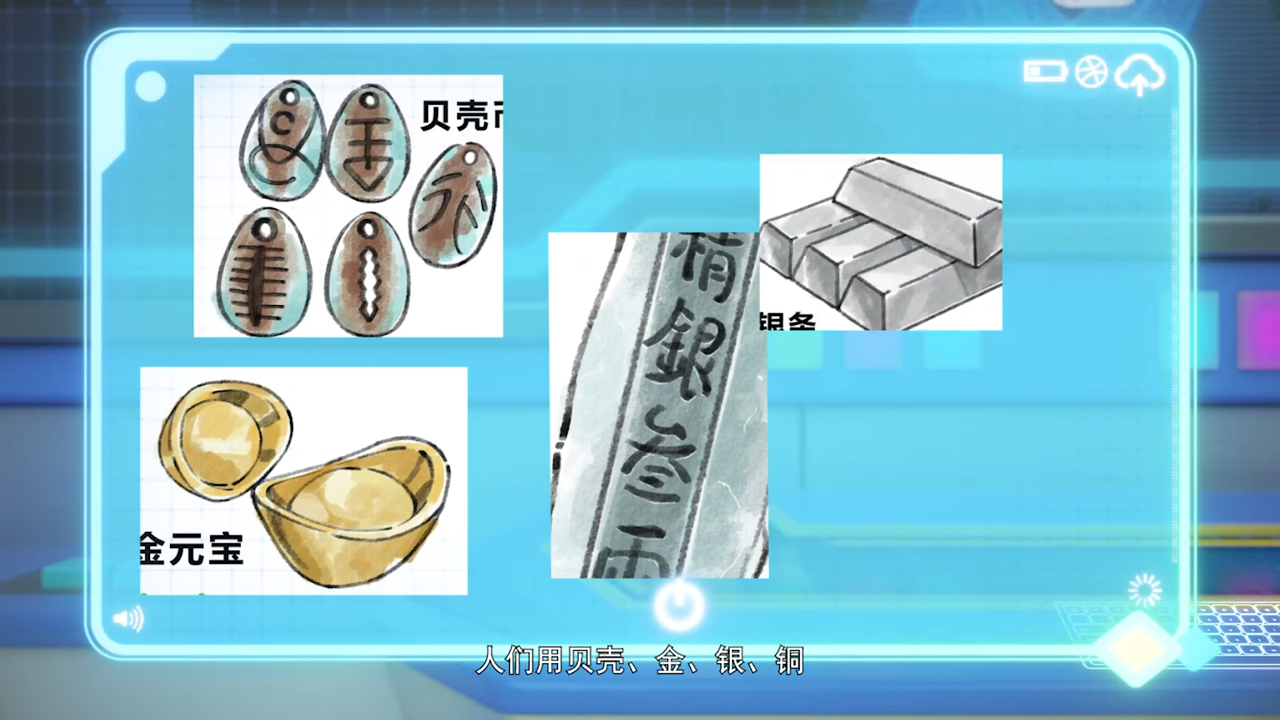 贝壳币
金元宝
精銀叁两
银条
人们用贝壳、金、银、铜